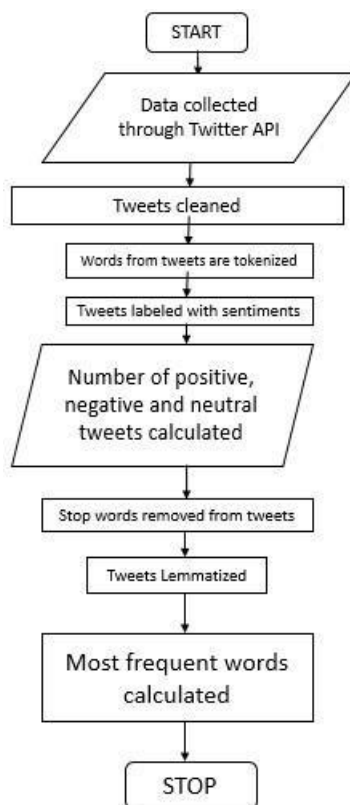 START
Data collected
through Twitter API
Tweets cleaned
Words from tweets are tokenized
Tweets labeled with sentiments
Number of positive,
negative and neutral
tweets calculated
Stop words removed from tweets
Tweets Lemmatized
Most frequent words
calculated
STOP